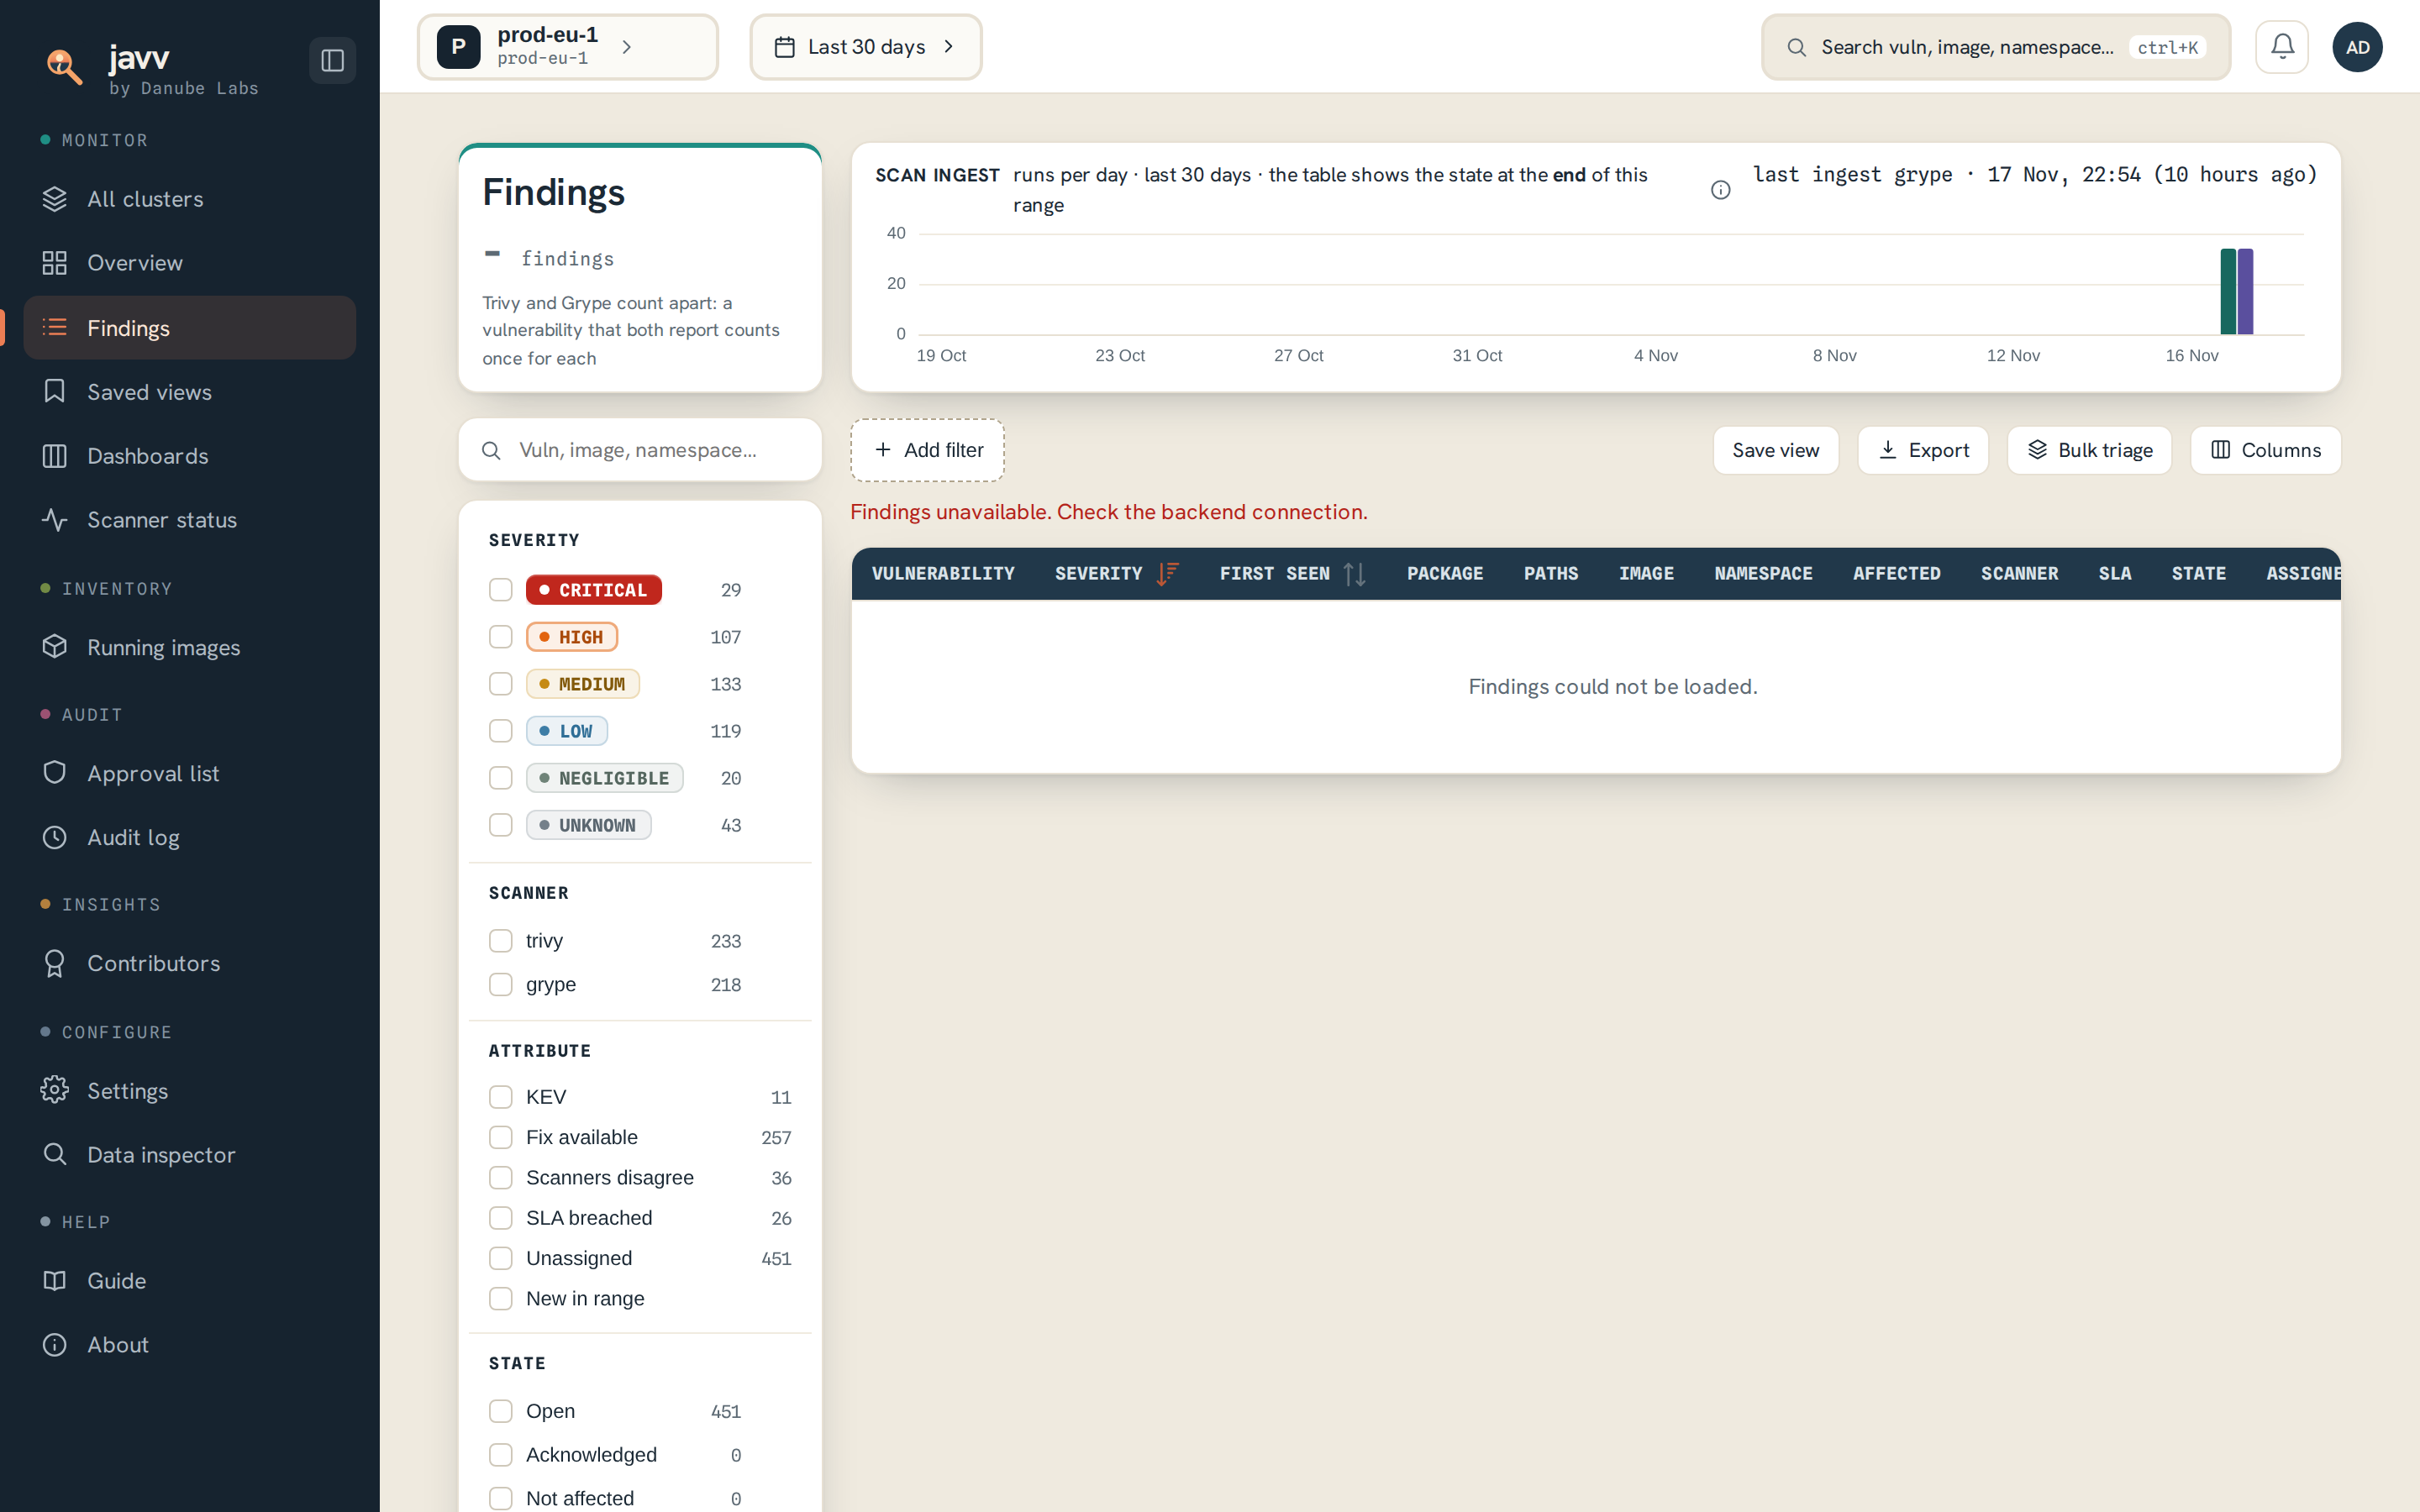 javv
by Danube Labs
MONITOR
All clusters
Overview
Findings
Saved views
Dashboards
Scanner status
INVENTORY
Running images
AUDIT
Approval list
Audit log
INSIGHTS
Contributors
CONFIGURE
Settings
Data inspector
HELP
Guide
About
P
prod-eu-1
prod-eu-1
Last 30 days
Search vuln, image, namespace...
ctrl+K
AD
Findings
- findings
Trivy and Grype count apart: a
vulnerability that both report counts
once for each
SCAN INGEST runs per day · last 30 days · the table shows the state at the end of this
range
last ingest grype · 17 Nov, 22:54 (10 hours ago)
40
20
0
19 Oct 23 Oct 27 Oct 31 Oct 4 Nov 8 Nov 12 Nov 16 Nov
Vuln, image, namespace...
+ Add filter
Save view
Export
Bulk triage
Columns
Findings unavailable. Check the backend connection.
VULNERABILITY SEVERITY FIRST SEEN PACKAGE PATHS IMAGE NAMESPACE AFFECTED SCANNER SLA STATE ASSIGNE
Findings could not be loaded.
SEVERITY
CRITICAL 29
HIGH 107
MEDIUM 133
LOW 119
NEGLIGIBLE 20
UNKNOWN 43
SCANNER
trivy 233
grype 218
ATTRIBUTE
KEV 11
Fix available 257
Scanners disagree 36
SLA breached 26
Unassigned 451
New in range
STATE
Open 451
Acknowledged 0
Not affected 0